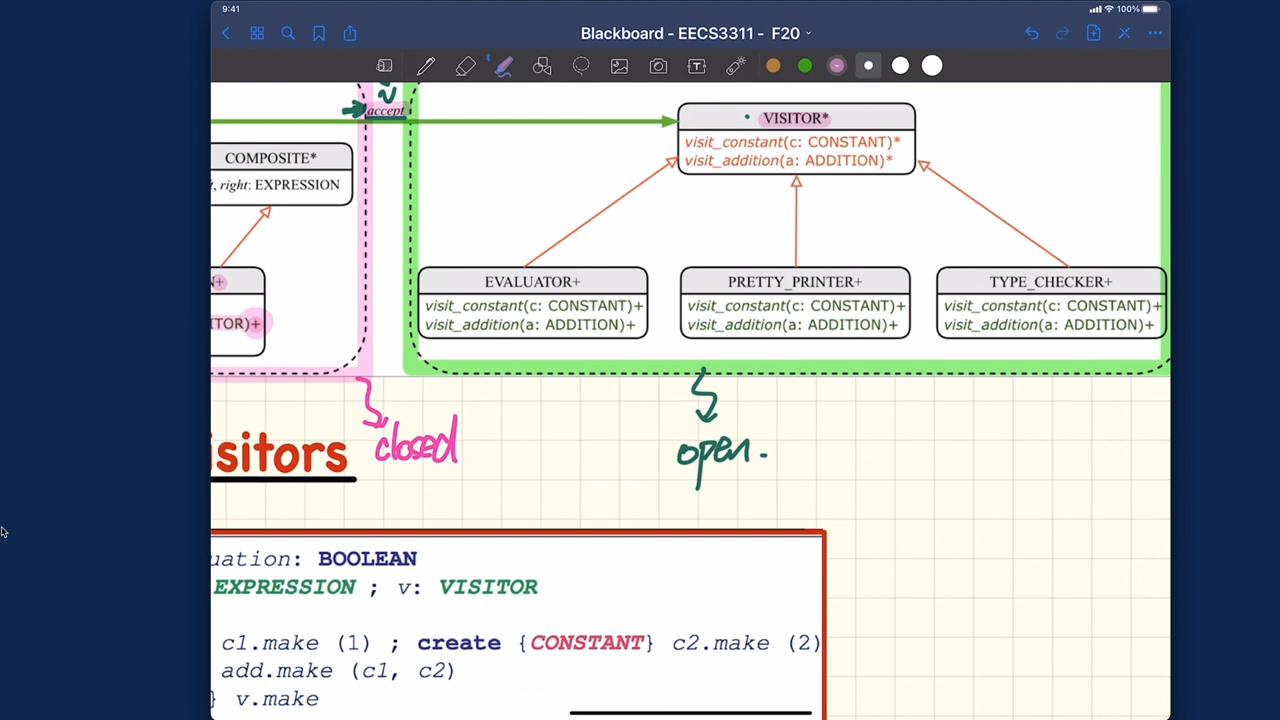 9:41
100%
Blackboard - EECS3311 - F20
accept
VISITOR*
visit_constant(c: CONSTANT)*
visit_addition(a: ADDITION)*
COMPOSITE*
t, right: EXPRESSION
N+
ITOR)+
EVALUATOR+
visit_constant(c: CONSTANT)+
visit_addition(a: ADDITION)+
PRETTY_PRINTER+
visit_constant(c: CONSTANT)+
visit_addition(a: ADDITION)+
TYPE_CHECKER+
visit_constant(c: CONSTANT)+
visit_addition(a: ADDITION)+
closed
open.
isitors
uation: BOOLEAN
EXPRESSION ; v: VISITOR
c1.make (1) ; create {CONSTANT} c2.make (2)
add.make (c1, c2)
} v.make